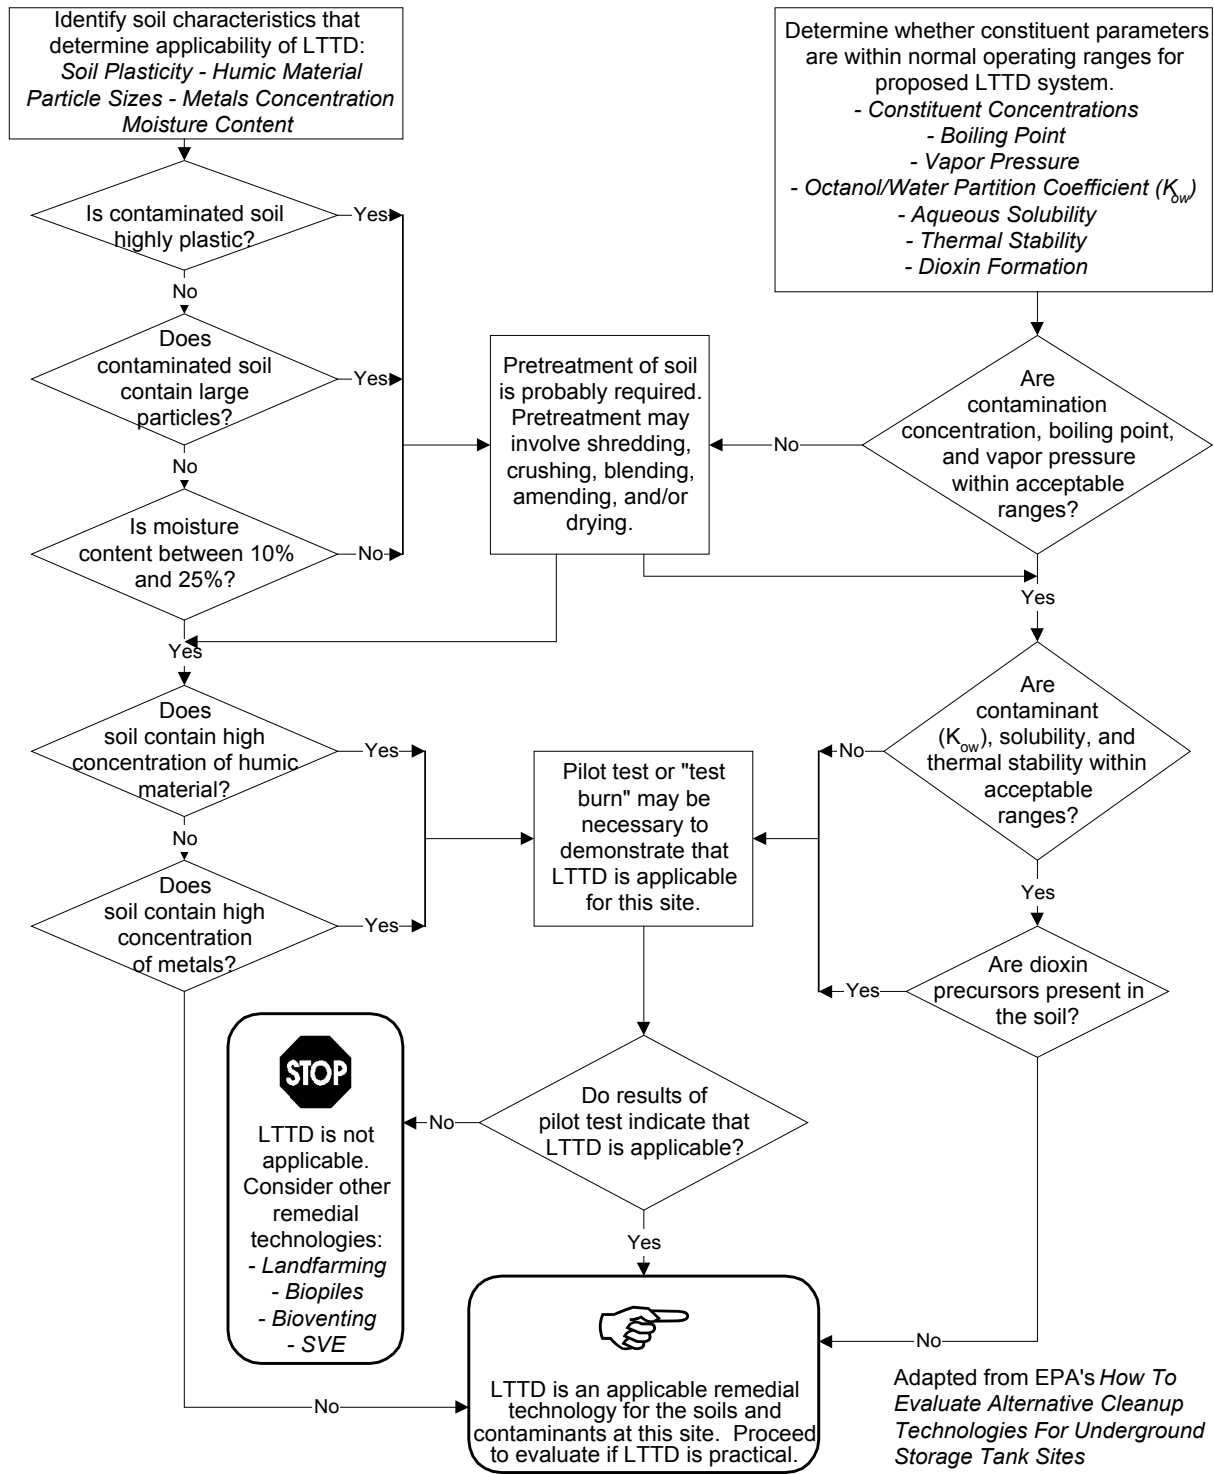 Identify soil characteristics that
determine applicability of LTTD:
Soil Plasticity - Humic Material
Particle Sizes - Metals Concentration
Moisture Content
Determine whether constituent parameters
are within normal operating ranges for
proposed LTTD system.
- Constituent Concentrations
- Boiling Point
- Vapor Pressure
- Octanol/Water Partition Coefficient (Kow)
- Aqueous Solubility
- Thermal Stability
- Dioxin Formation
Is contaminated soil
highly plastic?
Yes
No
Does
contaminated soil
contain large
particles?
Yes
No
Is moisture
content between 10%
and 25%?
No
Yes
Pretreatment of soil
is probably required.
Pretreatment may
involve shredding,
crushing, blending,
amending, and/or
drying.
No
Are
contamination
concentration, boiling point,
and vapor pressure
within acceptable
ranges?
Yes
Does
soil contain high
concentration of humic
material?
Yes
No
Does
soil contain high
concentration
of metals?
Yes
Pilot test or "test
burn" may be
necessary to
demonstrate that
LTTD is applicable
for this site.
No
Are
contaminant
(Kow), solubility, and
thermal stability within
acceptable
ranges?
Yes
Yes
Are dioxin
precursors present in
the soil?
STOP
LTTD is not
applicable.
Consider other
remedial
technologies:
- Landfarming
- Biopiles
- Bioventing
- SVE
No
Do results of
pilot test indicate that
LTTD is applicable?
Yes
No
No
LTTD is an applicable remedial
technology for the soils and
contaminants at this site. Proceed
to evaluate if LTTD is practical.
Adapted from EPA's How To
Evaluate Alternative Cleanup
Technologies For Underground
Storage Tank Sites